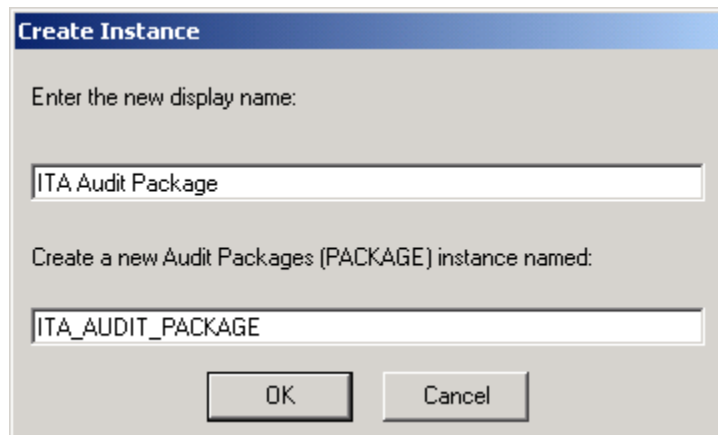 Create Instance
Enter the new display name:
ITA Audit Package
Create a new Audit Packages (PACKAGE) instance named:
ITA_AUDIT_PACKAGE
OK Cancel